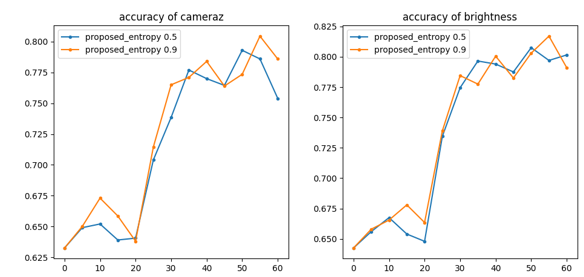 accuracy of cameraz
proposed_entropy 0.5
proposed_entropy 0.9
0.800
0.775
0.750
0.725
0.700
0.675
0.650
0.625
0 10 20 30 40 50 60
accuracy of brightness
proposed_entropy 0.5
proposed_entropy 0.9
0.825
0.800
0.775
0.750
0.725
0.700
0.675
0.650
0 10 20 30 40 50 60